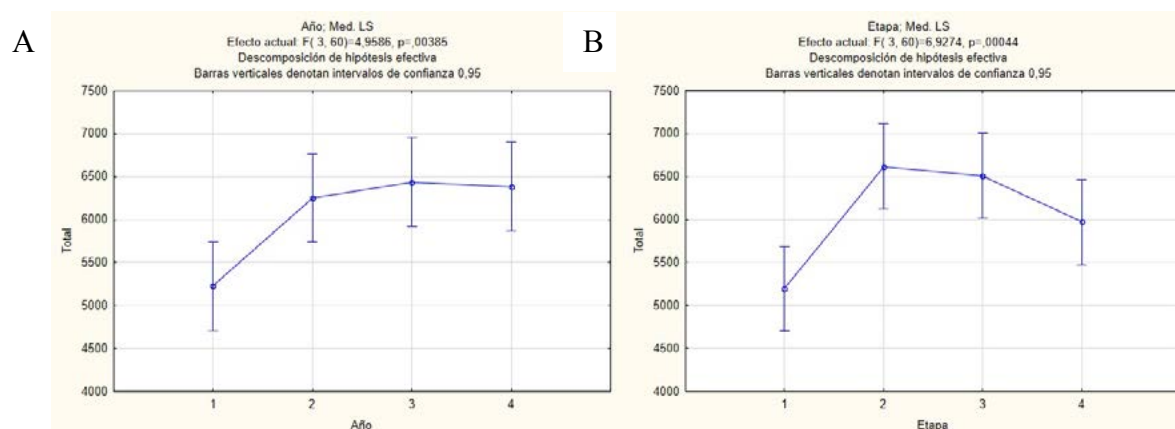 A
Año; Med. LS
Efecto actual: F( 3, 60)=4,9586, p=,00385
Descomposición de hipótesis efectiva
Barras verticales denotan intervalos de confianza 0,95
7500
7000
6500
6000
5500
5000
4500
4000
Total
1 2 3 4
Año
B
Etapa; Med. LS
Efecto actual: F( 3, 60)=6,9274, p=,00044
Descomposición de hipótesis efectiva
Barras verticales denotan intervalos de confianza 0,95
7500
7000
6500
6000
5500
5000
4500
4000
Total
1 2 3 4
Etapa